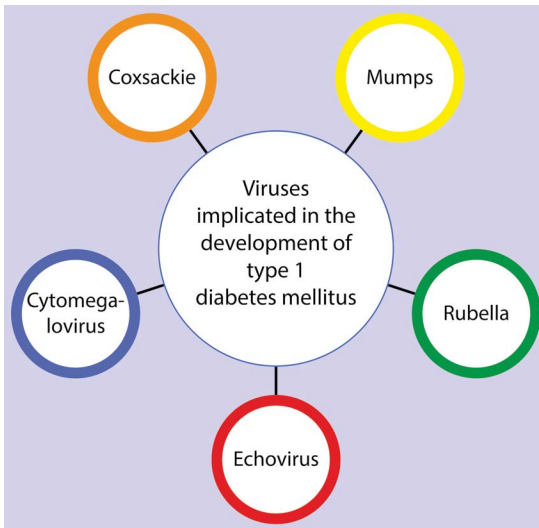 Coxsackie
Mumps
Viruses
implicated in the
development of
type 1
diabetes mellitus
Cytomega-
lovirus
Rubella
Echovirus